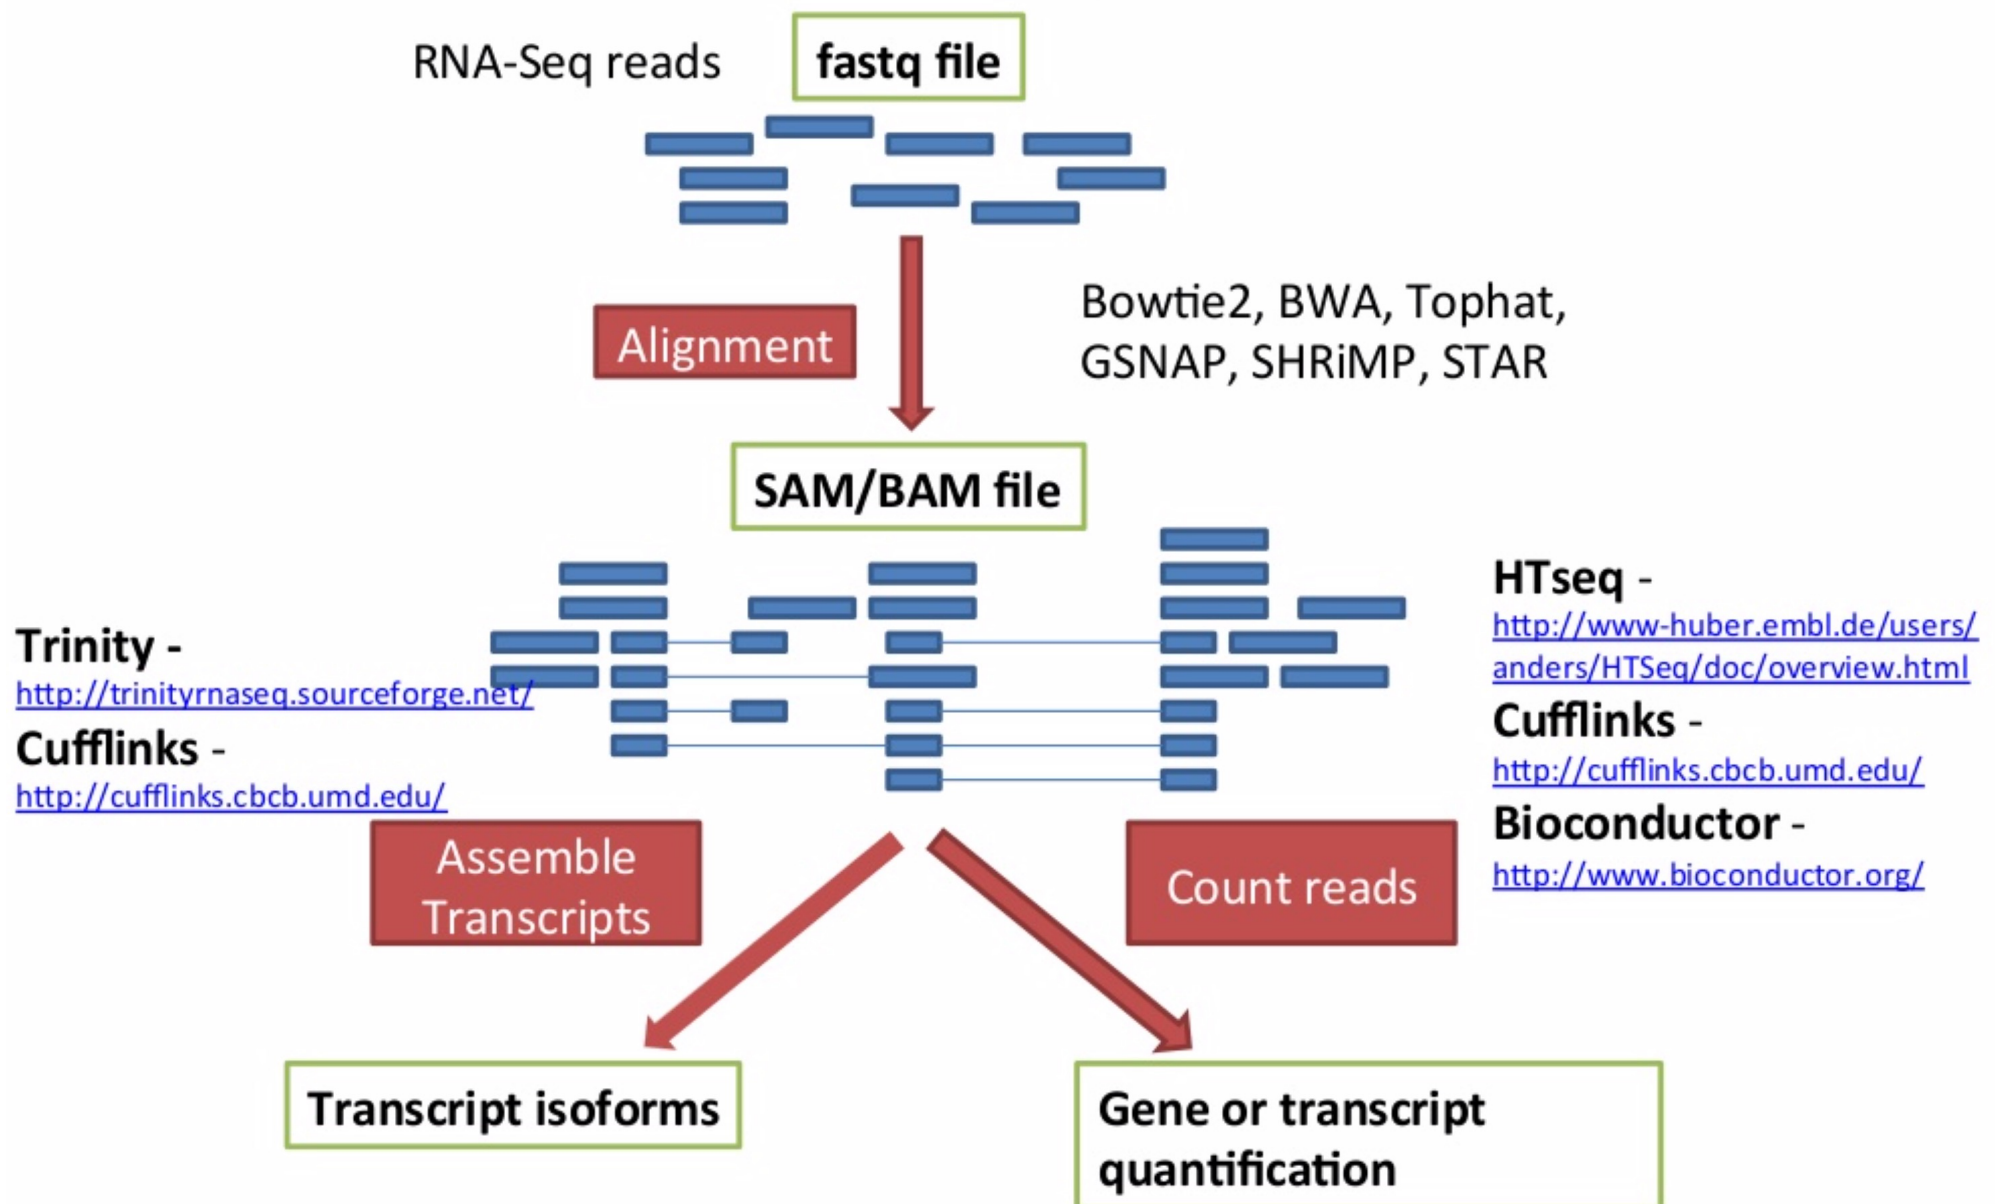 RNA-Seq reads
fastq file
Alignment
Bowtie2, BWA, Tophat,
GSNAP, SHRiMP, STAR
SAM/BAM file
Trinity -
http://trinityrnaseq.sourceforge.net/
Cufflinks -
http://cufflinks.cbcb.umd.edu/
HTseq -
http://www-huber.embl.de/users/
anders/HTSeq/doc/overview.html
Cufflinks -
http://cufflinks.cbcb.umd.edu/
Bioconductor -
http://www.bioconductor.org/
Assemble
Transcripts
Count reads
Transcript isoforms
Gene or transcript
quantification